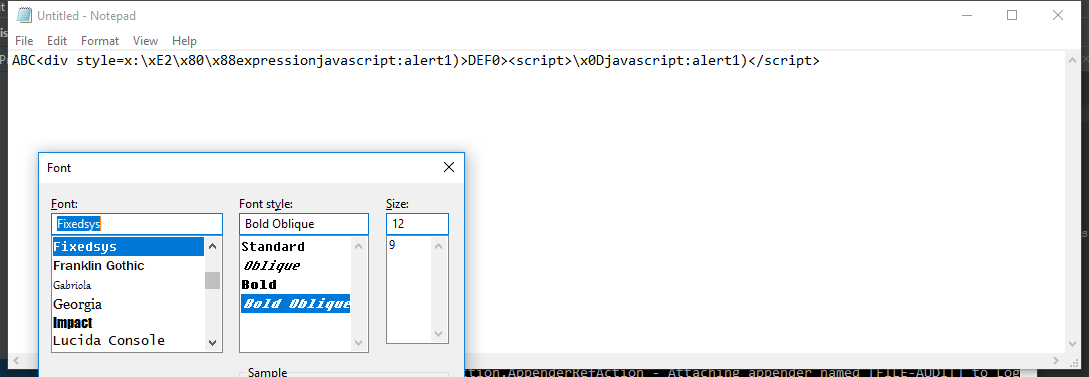 Untitled - Notepad
File Edit Format View Help
ABC<div style=x:\xE2\x80\x88expressionjavascript:alert1)>DEF0><script>\x0Djavascript:alert1)</script>
Font
Font: Font style: Size:
Fixedsys Bold Oblique 12
Fixedsys Standard 9
Franklin Gothic Oblique
Gabriola Bold
Georgia Bold Oblique
Impact
Lucida Console
Sample
ction.AppenderRefAction - Attaching appender named [FILE-AUDIT] to Log